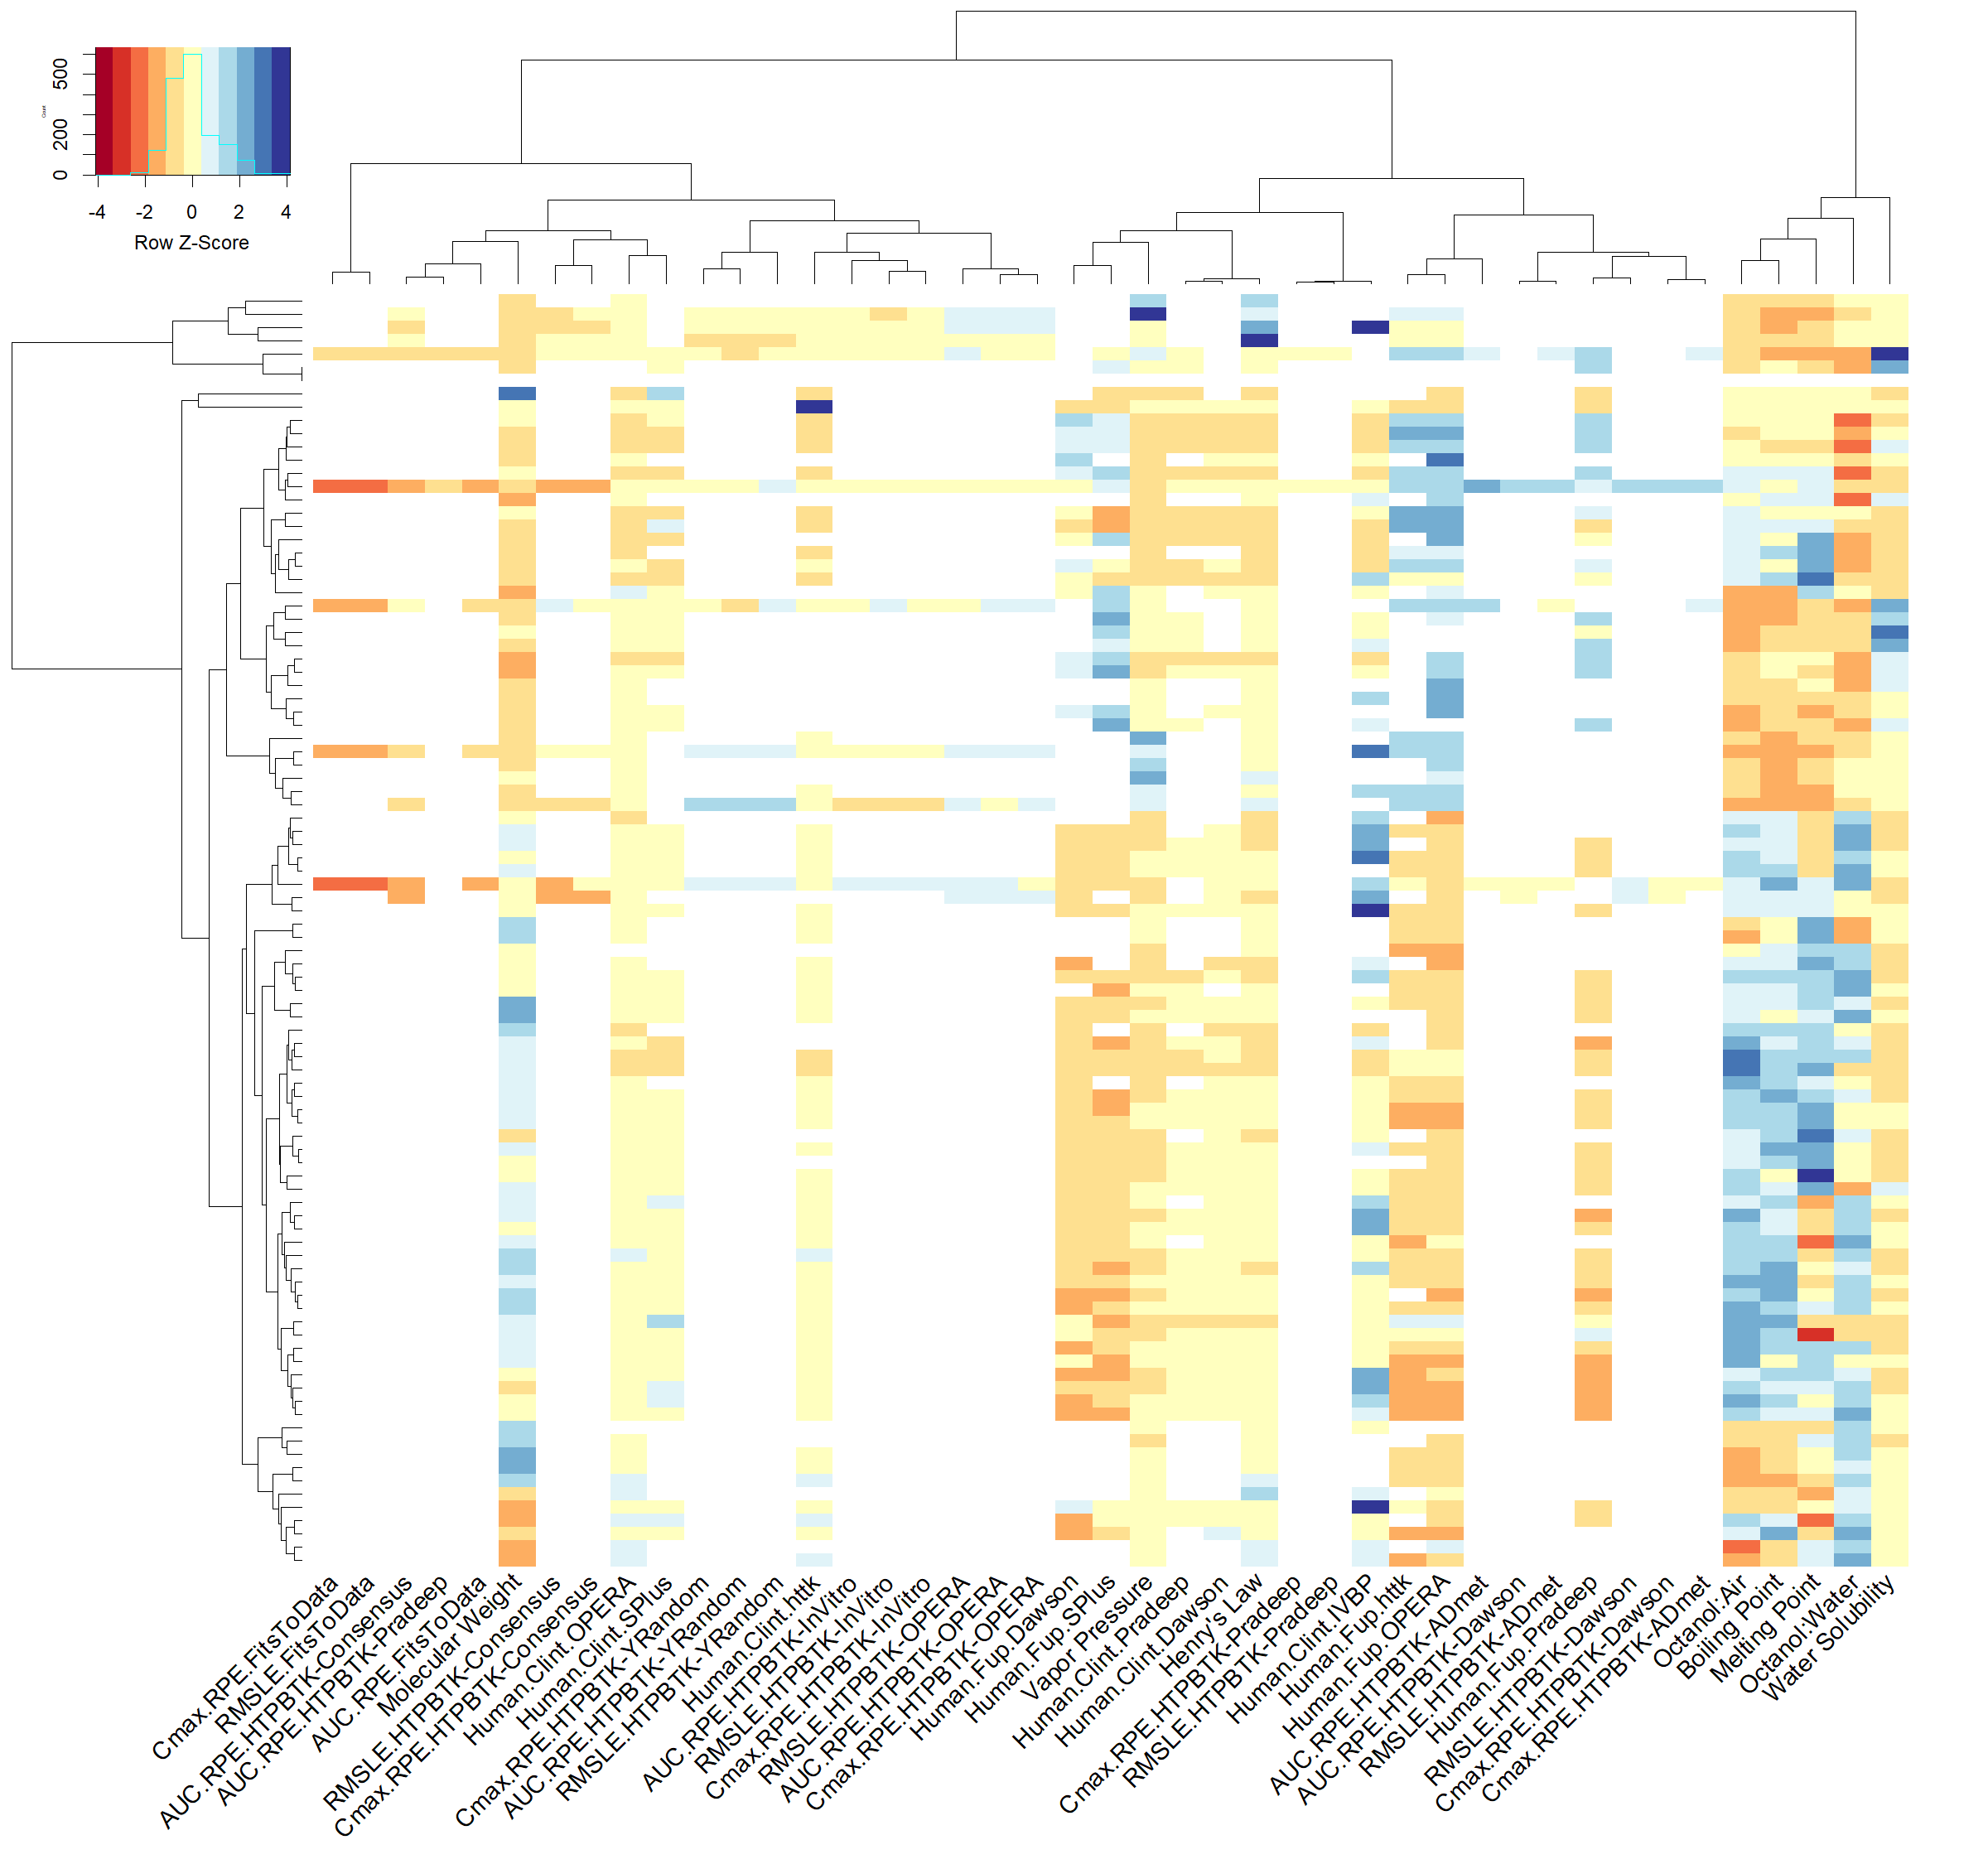 500
200
0
Count
-4 -2 0 2 4
Row Z-Score
Cmax.RPE.FitsToData
RMSLE.FitsToData
AUC.RPE.HTPBTK-Consensus
AUC.RPE.HTPBTK-Pradeep
AUC.RPE.FitsToData
Molecular Weight
RMSLE.HTPBTK-Consensus
Cmax.RPE.HTPBTK-Consensus
Human.Clint.OPERA
Human.Clint.SPlus
Cmax.RPE.HTPBTK-YRandom
AUC.RPE.HTPBTK-YRandom
RMSLE.HTPBTK-YRandom
Human.Clint.httk
AUC.RPE.HTPBTK-InVitro
RMSLE.HTPBTK-InVitro
Cmax.RPE.HTPBTK-InVitro
RMSLE.HTPBTK-OPERA
AUC.RPE.HTPBTK-OPERA
Cmax.RPE.HTPBTK-OPERA
Human.Fup.Dawson
Human.Fup.SPlus
Vapor Pressure
Human.Clint.Pradeep
Human.Clint.Dawson
Henry's Law
Cmax.RPE.HTPBTK-Pradeep
RMSLE.HTPBTK-Pradeep
Human.Clint.IVBP
Human.Fup.httk
Human.Fup.OPERA
AUC.RPE.HTPBTK-ADmet
AUC.RPE.HTPBTK-Dawson
RMSLE.HTPBTK-ADmet
Human.Fup.Pradeep
RMSLE.HTPBTK-Dawson
Cmax.RPE.HTPBTK-Dawson
Cmax.RPE.HTPBTK-ADmet
Octanol:Air
Boiling Point
Melting Point
Octanol:Water
Water Solubility